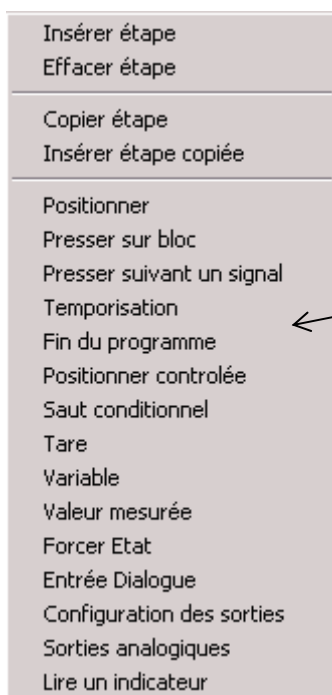 Insérer étape
Effacer étape
Copier étape
Insérer étape copiée
Positionner
Presser sur bloc
Presser suivant un signal
Temporisation
Fin du programme
Positionner controlée
Saut conditionnel
Tare
Variable
Valeur mesurée
Forcer Etat
Entrée Dialogue
Configuration des sorties
Sorties analogiques
Lire un indicateur